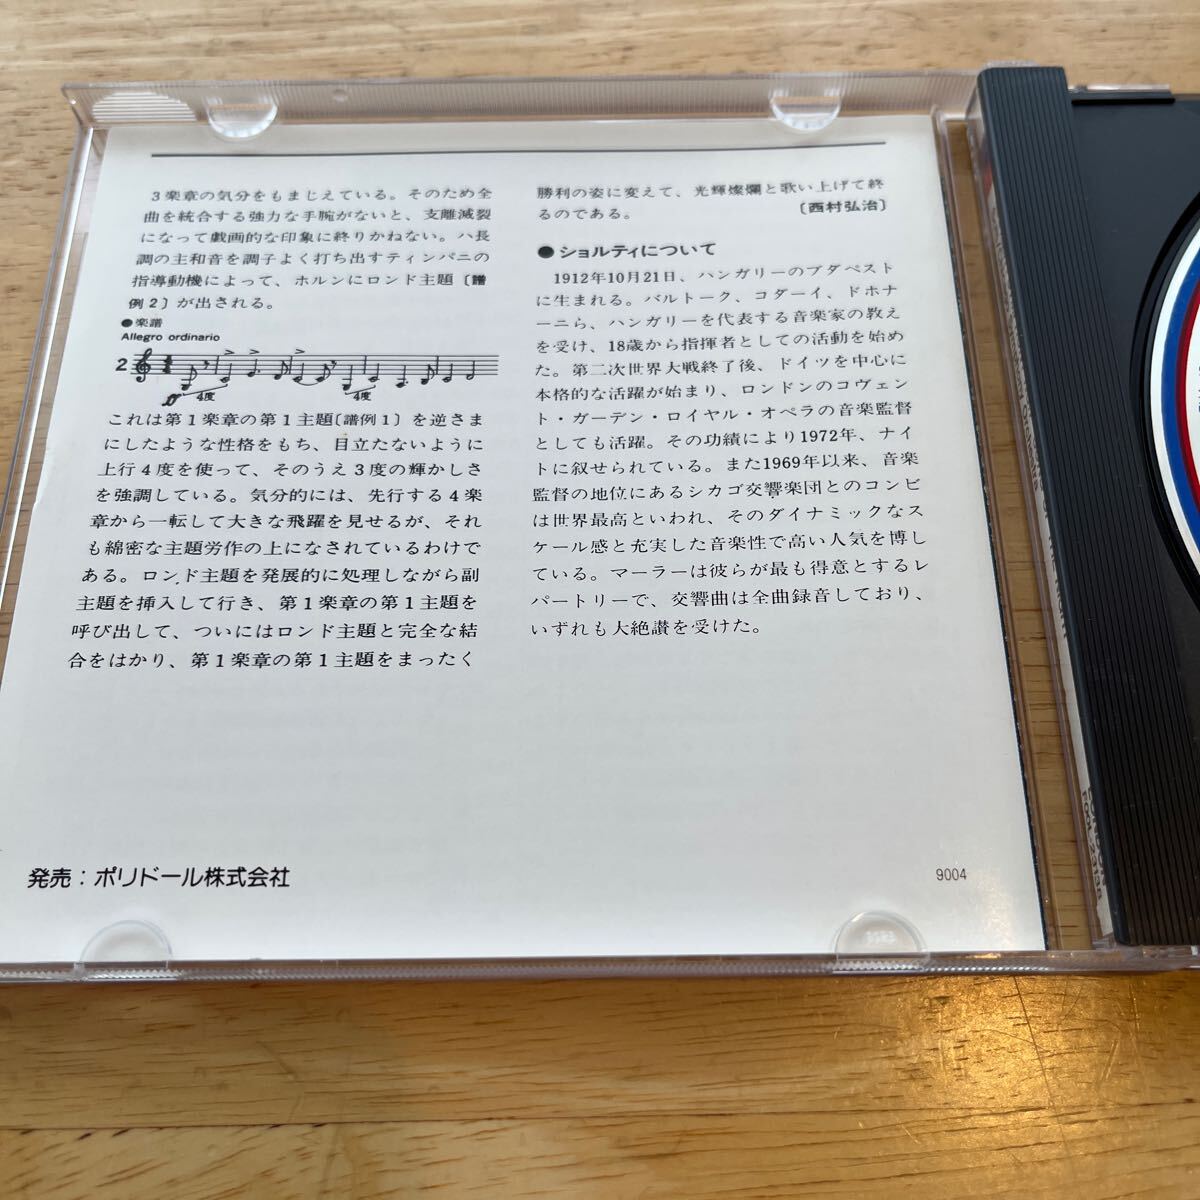 3楽章の気分をもまじえている。そのため全
曲を統合する強力な手腕がないと、支離滅裂
になって戯画的な印象に終りかねない。ハ長
調の主和音を調子よく打ち出すティンパニの
指導動機によって、ホルンにロンド主題〔譜
例2〕が出される。
●楽譜
Allegro ordinario
2
ff
4度
4度
これは第1楽章の第1主題〔譜例1〕を逆さま
にしたような性格をもち、目立たないように
上行4度を使って、そのうえ3度の輝かしさ
を強調している。気分的には、先行する4楽
章から一転して大きな飛躍を見せるが、それ
も綿密な主題労作の上になされているわけで
ある。ロンド主題を発展的に処理しながら副
主題を挿入して行き、第1楽章の第1主題を
呼び出して、ついにはロンド主題と完全な結
合をはかり、第1楽章の第1主題をまったく
勝利の姿に変えて、光輝燦爛と歌い上げて終
るのである。〔西村弘治〕
●ショルティについて
1912年10月21日、ハンガリーのブダペスト
に生まれる。バルトーク、コダーイ、ドホナ
ーニら、ハンガリーを代表する音楽家の教え
を受け、18歳から指揮者としての活動を始め
た。第二次世界大戦終了後、ドイツを中心に
本格的な活躍が始まり、ロンドンのコヴェン
ト・ガーデン・ロイヤル・オペラの音楽監督
としても活躍。その功績により1972年、ナイ
トに叙せられている。また1969年以来、音楽
監督の地位にあるシカゴ交響楽団とのコンビ
は世界最高といわれ、そのダイナミックなス
ケール感と充実した音楽性で高い人気を博し
ている。マーラーは彼らが最も得意とするレ
パートリーで、交響曲は全曲録音しており、
いずれも大絶讃を受けた。
発売：ポリドール株式会社
9004